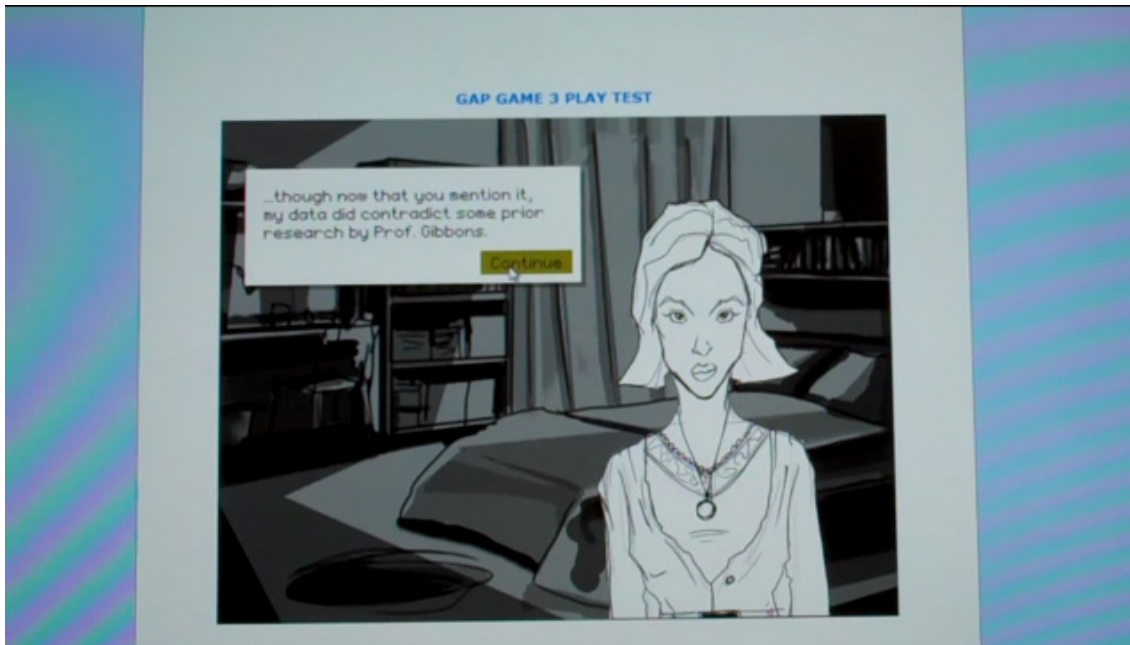 GAP GAME 3 PLAY TEST
...though now that you mention it,
my data did contradict some prior
research by Prof. Gibbons.
Continue